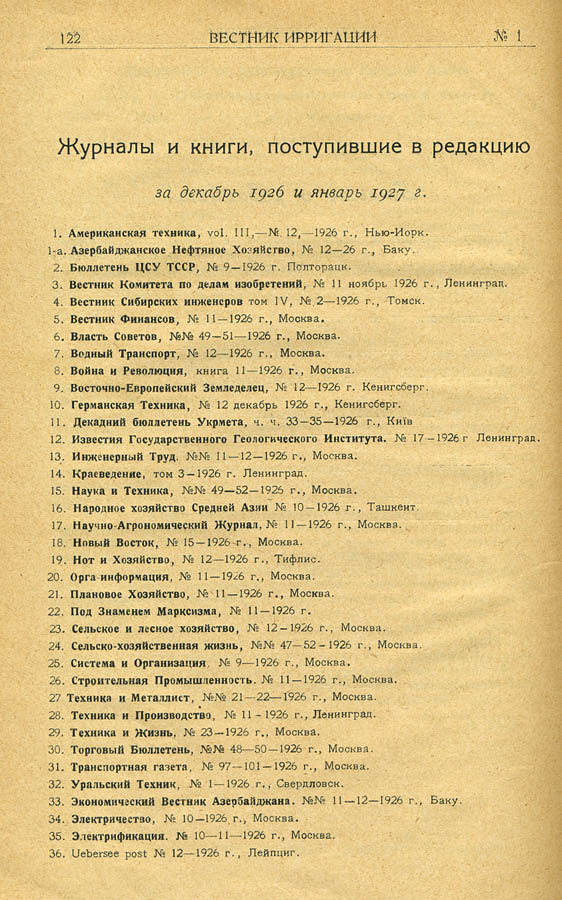 122 ВЕСТНИК ИРРИГАЦИИ № 1
Журналы и книги, поступившие в редакцию
за декабрь 1926 и январь 1927 г.
1. Американская техника, vol. III,—№ 12,—1926 г., Нью-Иорк.
1-а. Азербайджанское Нефтяное Хозяйство, № 12—26 г., Баку.
2. Бюллетень ЦСУ ТССР, № 9—1926 г. Полторацк.
3. Вестник Комитета по делам изобретений, № 11 ноябрь 1926 г., Ленинград.
4. Вестник Сибирских инженеров том IV, № 2—1926 г., Томск.
5. Вестник Финансов, № 11—1926 г., Москва.
6. Власть Советов, №№ 49—51—1926 г., Москва.
7. Водный Транспорт, № 12—1926 г., Москва.
8. Война и Революция, книга 11—1926 г., Москва.
9. Восточно-Европейский Земледелец, № 12—1926 г. Кенигсберг.
10. Германская Техника, № 12 декабрь 1926 г., Кенигсберг.
11. Декадний бюллетень Укрмета, ч. ч. 33—35—1926 г., Київ
12. Известия Государственного Геологического Института. № 17—1926 г Ленинград.
13. Инженерный Труд. №№ 11—12—1926 г., Москва.
14. Краеведение, том 3—1926 г. Ленинград.
15. Наука и Техника, №№ 49—52—1926 г., Москва.
16. Народное хозяйство Средней Азии № 10—1926 г., Ташкент.
17. Научно-Агрономический Журнал, № 11—1926 г., Москва.
18. Новый Восток, № 15—1926 г., Москва.
19. Нот и Хозяйство, № 12—1926 г., Тифлис.
20. Орга-информация, № 11—1926 г., Москва.
21. Плановое Хозяйство, № 11—1926 г., Москва.
22. Под Знаменем Марксизма, № 11—1926 г.
23. Сельское и лесное хозяйство, № 12—1926 г., Москва.
24. Сельско-хозяйственная жизнь, №№ 47—52—1926 г., Москва.
25. Система и Организация. № 9—1926 г., Москва.
26. Строительная Промышленность. № 11—1926 г., Москва.
27 Техника и Металлист, №№ 21—22—1926 г., Москва.
28. Техника и Производство, № 11—1926 г., Ленинград.
29. Техника и Жизнь, № 23—1926 г., Москва.
30. Торговый Бюллетень, №№ 48—50—1926 г., Москва.
31. Транспортная газета, № 97—101—1926 г., Москва.
32. Уральский Техник, № 1—1926 г., Свердловск.
33. Экономический Вестник Азербайджана. №№ 11—12—1926 г., Баку.
34. Электричество, № 10—1926 г., Москва.
35. Электрификация. № 10—11—1926 г., Москва.
36. Uebersee post № 12—1926 г., Лейпциг.